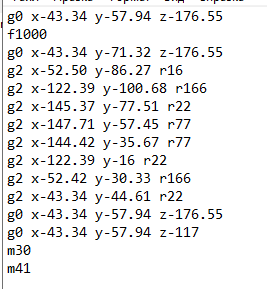 g0 x-43.34 y-57.94 z-176.55
f1000
g0 x-43.34 y-71.32 z-176.55
g2 x-52.50 y-86.27 r16
g2 x-122.39 y-100.68 r166
g2 x-145.37 y-77.51 r22
g2 x-147.71 y-57.45 r77
g2 x-144.42 y-35.67 r77
g2 x-122.39 y-16 r22
g2 x-52.42 y-30.33 r166
g2 x-43.34 y-44.61 r22
g0 x-43.34 y-57.94 z-176.55
g0 x-43.34 y-57.94 z-117
m30
m41